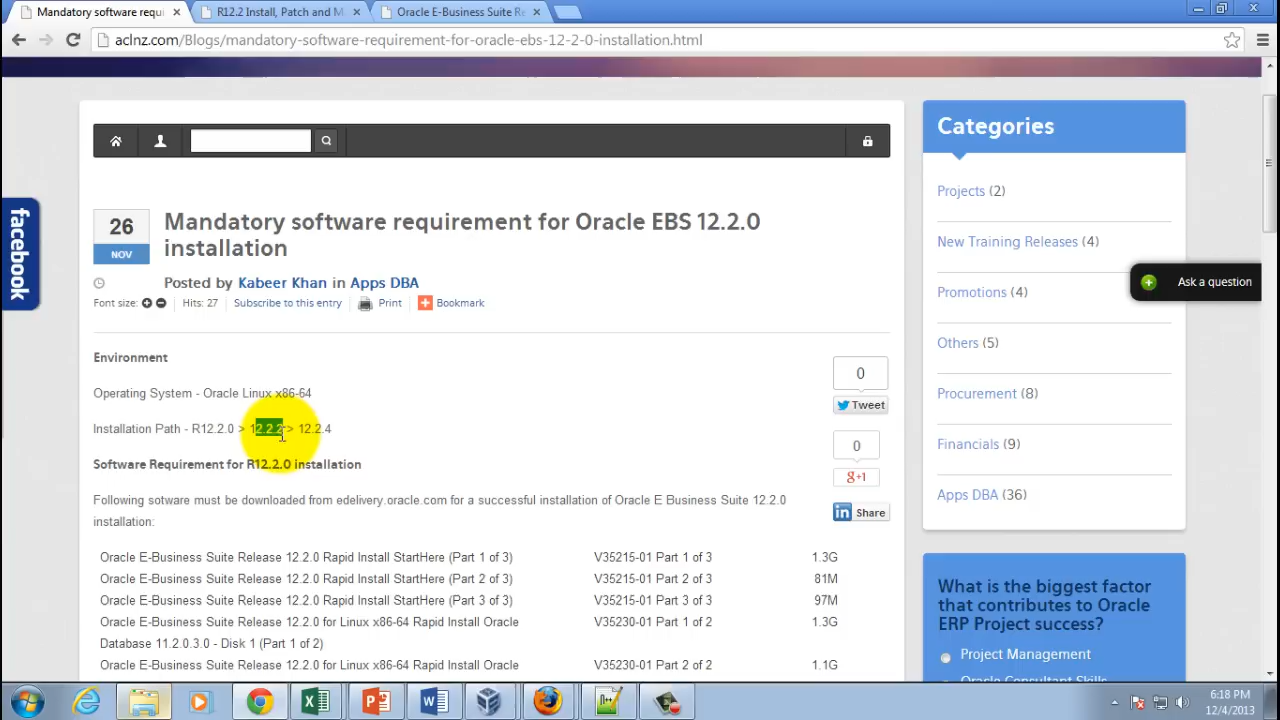 Mandatory software requ
R12.2 Install, Patch and M
Oracle E-Business Suite Re
aclnz.com/Blogs/mandatory-software-requirement-for-oracle-ebs-12-2-0-installation.html
facebook
26
NOV
Mandatory software requirement for Oracle EBS 12.2.0
installation
Posted by Kabeer Khan in Apps DBA
Font size: Hits: 27 Subscribe to this entry Print Bookmark
Environment
Operating System - Oracle Linux x86-64
Installation Path - R12.2.0 > 12.2.2 > 12.2.4
Software Requirement for R12.2.0 installation
Following sotware must be downloaded from edelivery.oracle.com for a successful installation of Oracle E Business Suite 12.2.0
installation:
Oracle E-Business Suite Release 12.2.0 Rapid Install StartHere (Part 1 of 3) V35215-01 Part 1 of 3 1.3G
Oracle E-Business Suite Release 12.2.0 Rapid Install StartHere (Part 2 of 3) V35215-01 Part 2 of 3 81M
Oracle E-Business Suite Release 12.2.0 Rapid Install StartHere (Part 3 of 3) V35215-01 Part 3 of 3 97M
Oracle E-Business Suite Release 12.2.0 for Linux x86-64 Rapid Install Oracle V35230-01 Part 1 of 2 1.3G
Database 11.2.0.3.0 - Disk 1 (Part 1 of 2)
Oracle E-Business Suite Release 12.2.0 for Linux x86-64 Rapid Install Oracle V35230-01 Part 2 of 2 1.1G
0
Tweet
0
g+1
in Share
Categories
Projects (2)
New Training Releases (4)
Ask a question
Promotions (4)
Others (5)
Procurement (8)
Financials (9)
Apps DBA (36)
What is the biggest factor
that contributes to Oracle
ERP Project success?
Project Management
Oracle Consultant Skills
6:18 PM
12/4/2013